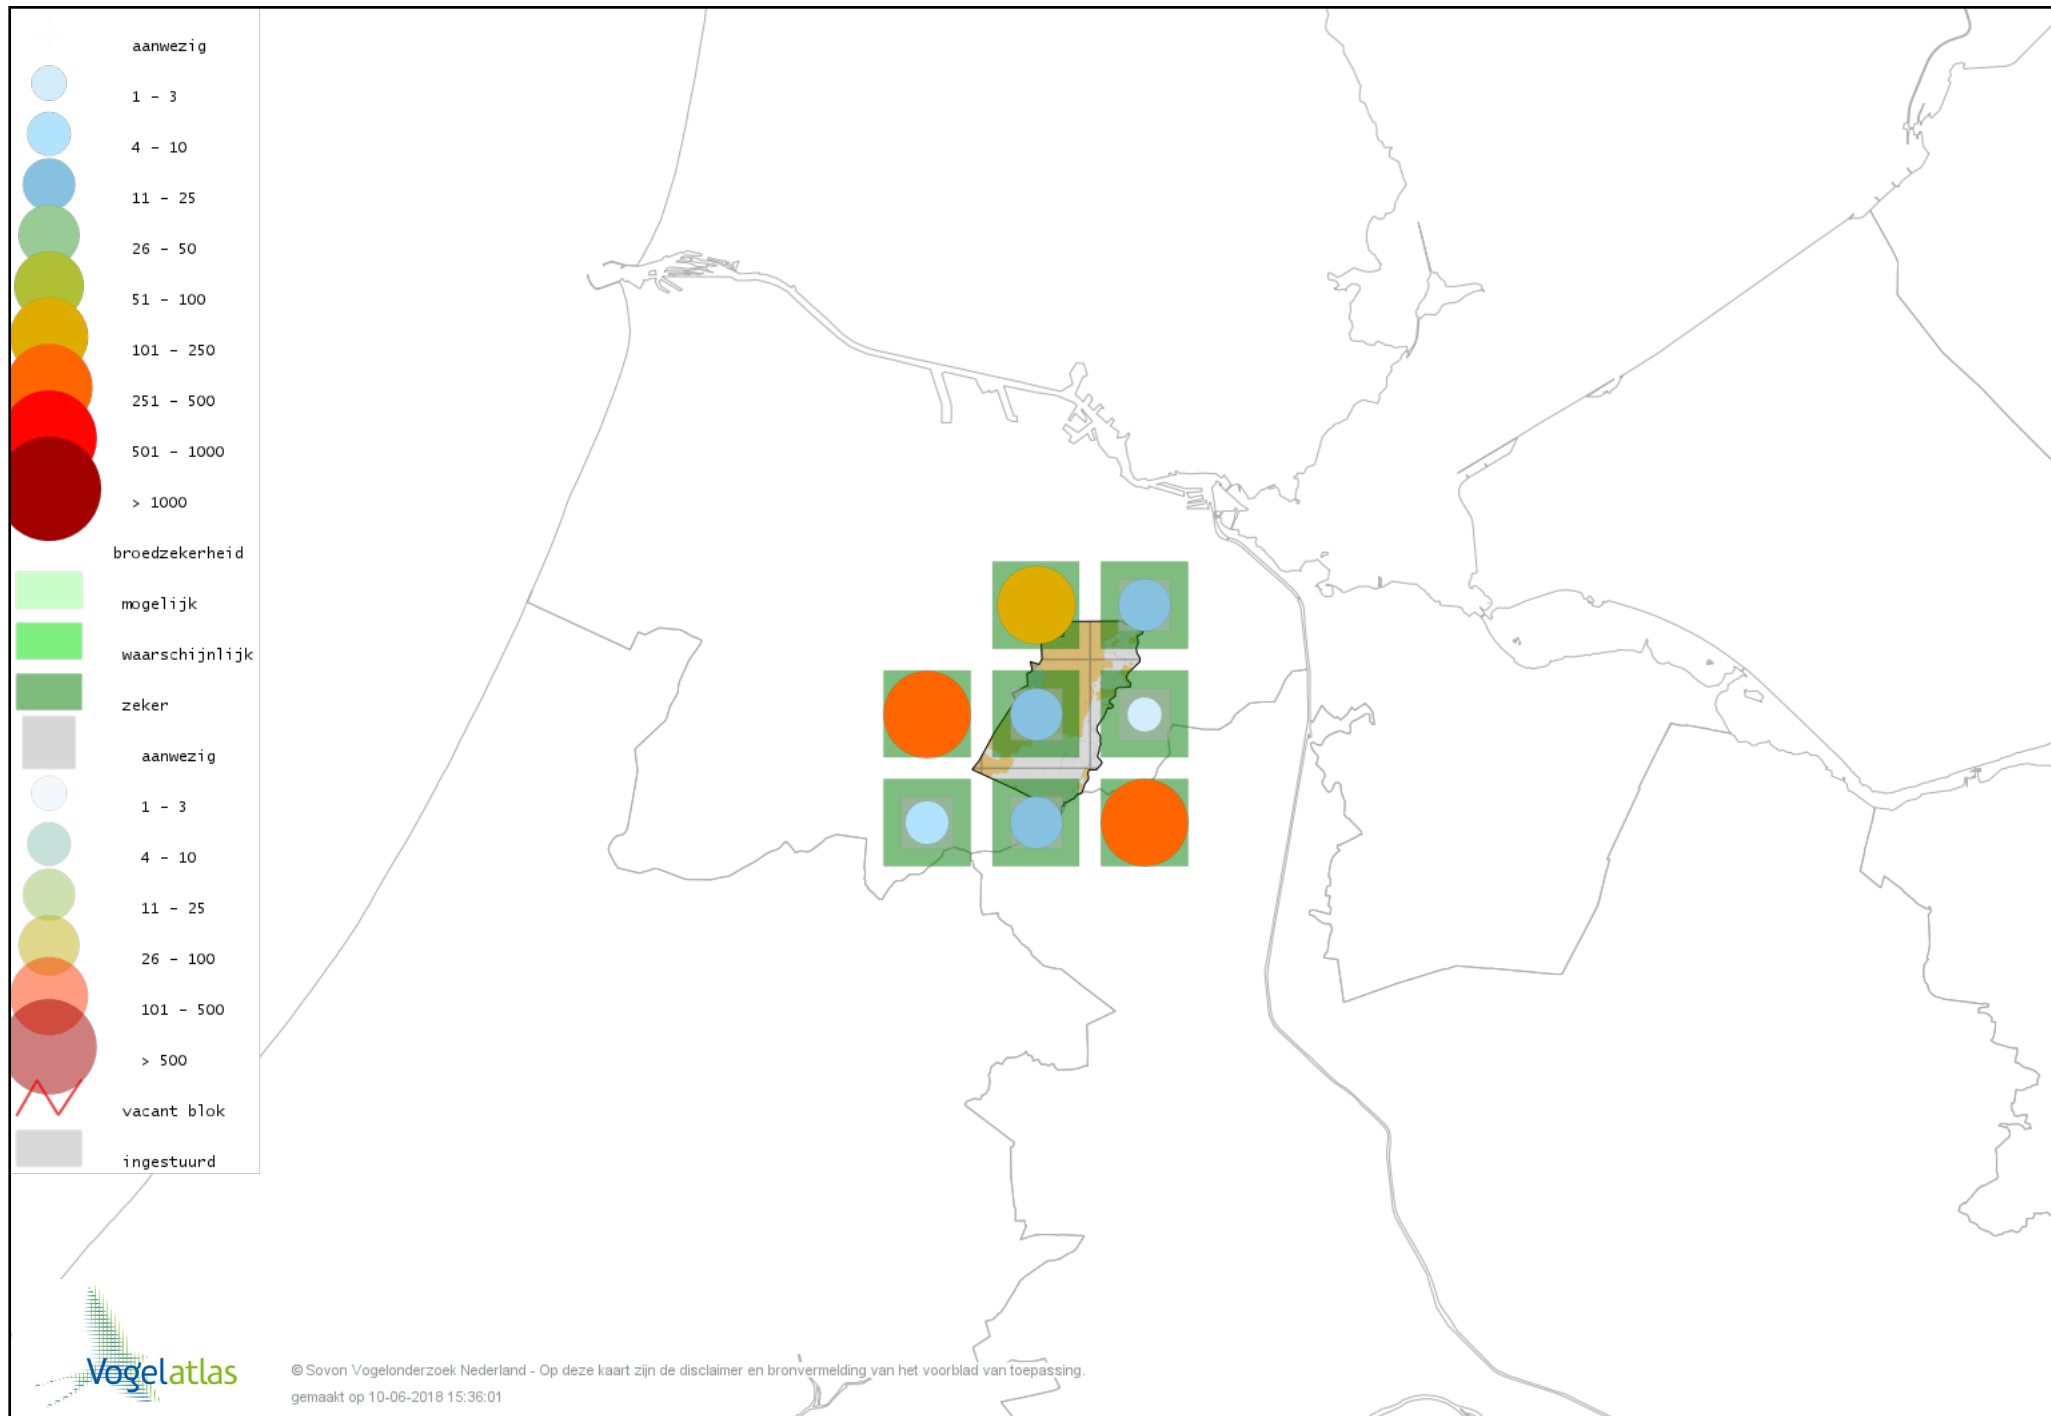 aanwezig
1 - 3
4 - 10
11 - 25
26 - 50
51 - 100
101 - 250
251 - 500
501 - 1000
> 1000
broedzekerheid
mogelijk
waarschijnlijk
zeker
aanwezig
1 - 3
4 - 10
11 - 25
26 - 100
101 - 500
> 500
vacant blok
ingestuurd
Vogelatlas
© Sovon Vogelonderzoek Nederland - Op deze kaart zijn de disclaimer en bronvermelding van het voorblad van toepassing.
gemaakt op 10-06-2018 15:36:01